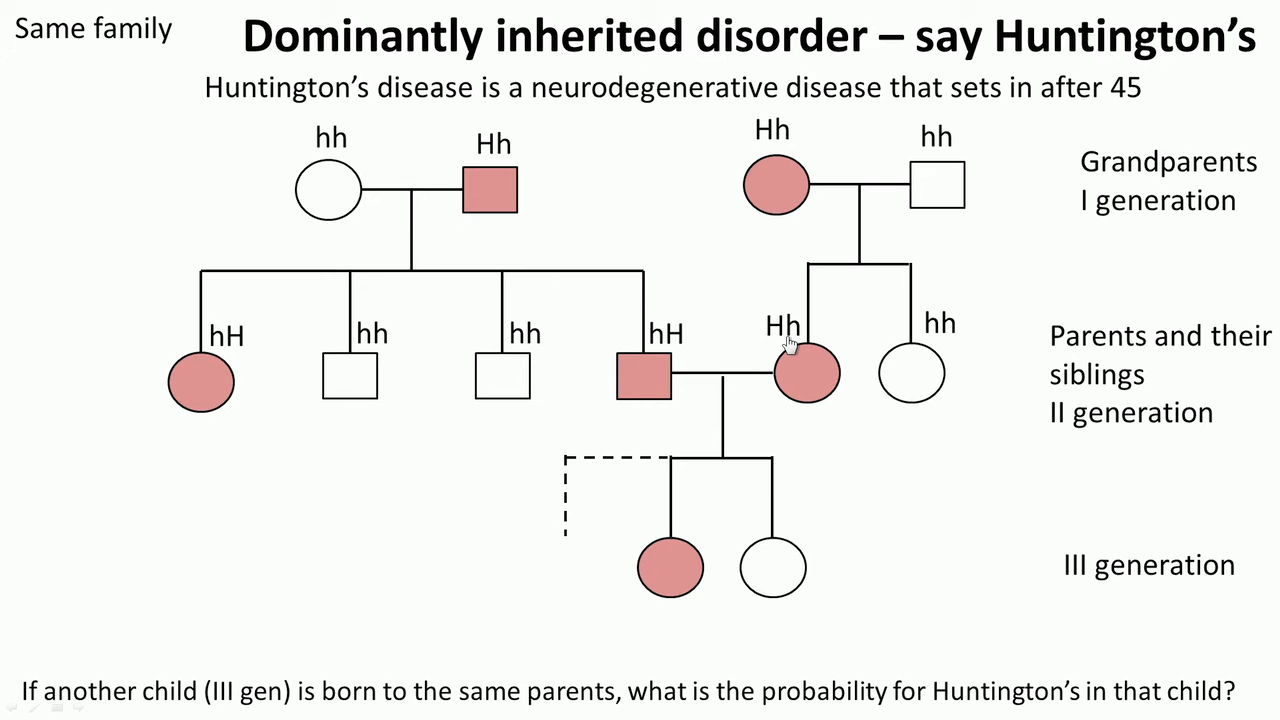 Same family
Dominantly inherited disorder – say Huntington's
Huntington's disease is a neurodegenerative disease that sets in after 45
hh
Hh
Hh
hh
Grandparents
I generation
hH
hh
hh
hH
Hh
hh
Parents and their
siblings
II generation
III generation
If another child (III gen) is born to the same parents, what is the probability for Huntington's in that child?